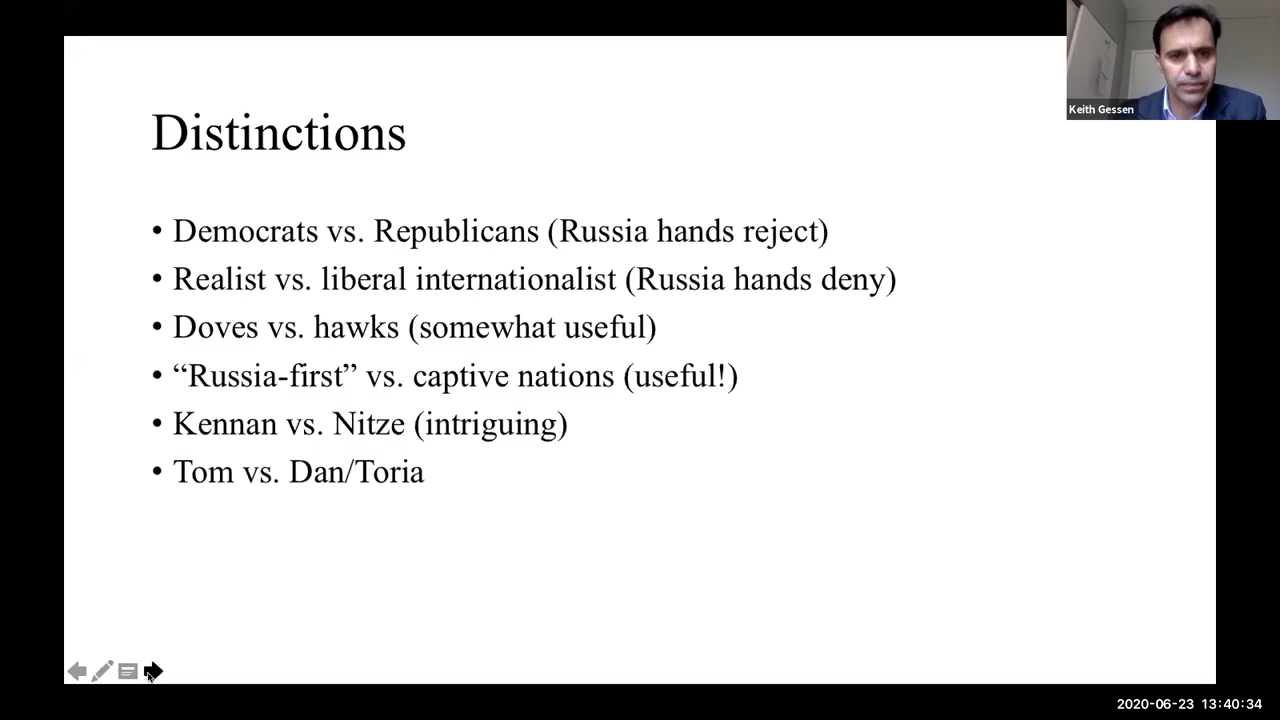 Keith Gessen
Distinctions
• Democrats vs. Republicans (Russia hands reject)
• Realist vs. liberal internationalist (Russia hands deny)
• Doves vs. hawks (somewhat useful)
• “Russia-first” vs. captive nations (useful!)
• Kennan vs. Nitze (intriguing)
• Tom vs. Dan/Toria
2020-06-23 13:40:34